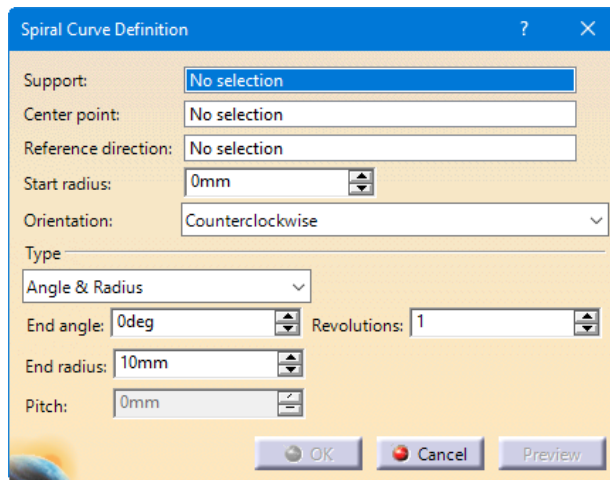 Spiral Curve Definition ? ×
Support: No selection
Center point: No selection
Reference direction: No selection
Start radius: 0mm
Orientation: Counterclockwise
Type
Angle & Radius
End angle: 0deg Revolutions: 1
End radius: 10mm
Pitch: 0mm
OK Cancel Preview